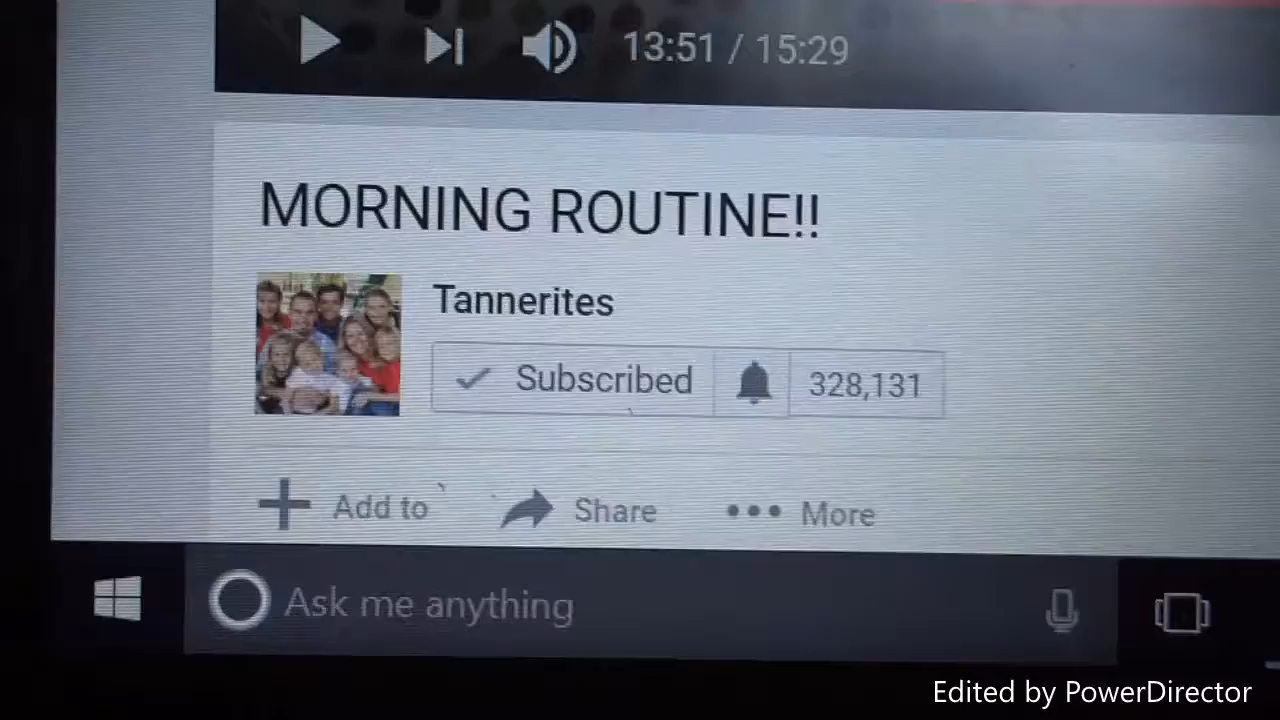 13:51 / 15:29
MORNING ROUTINE!!
Tannerites
Subscribed 328,131
Add to Share More
Ask me anything
Edited by PowerDirector